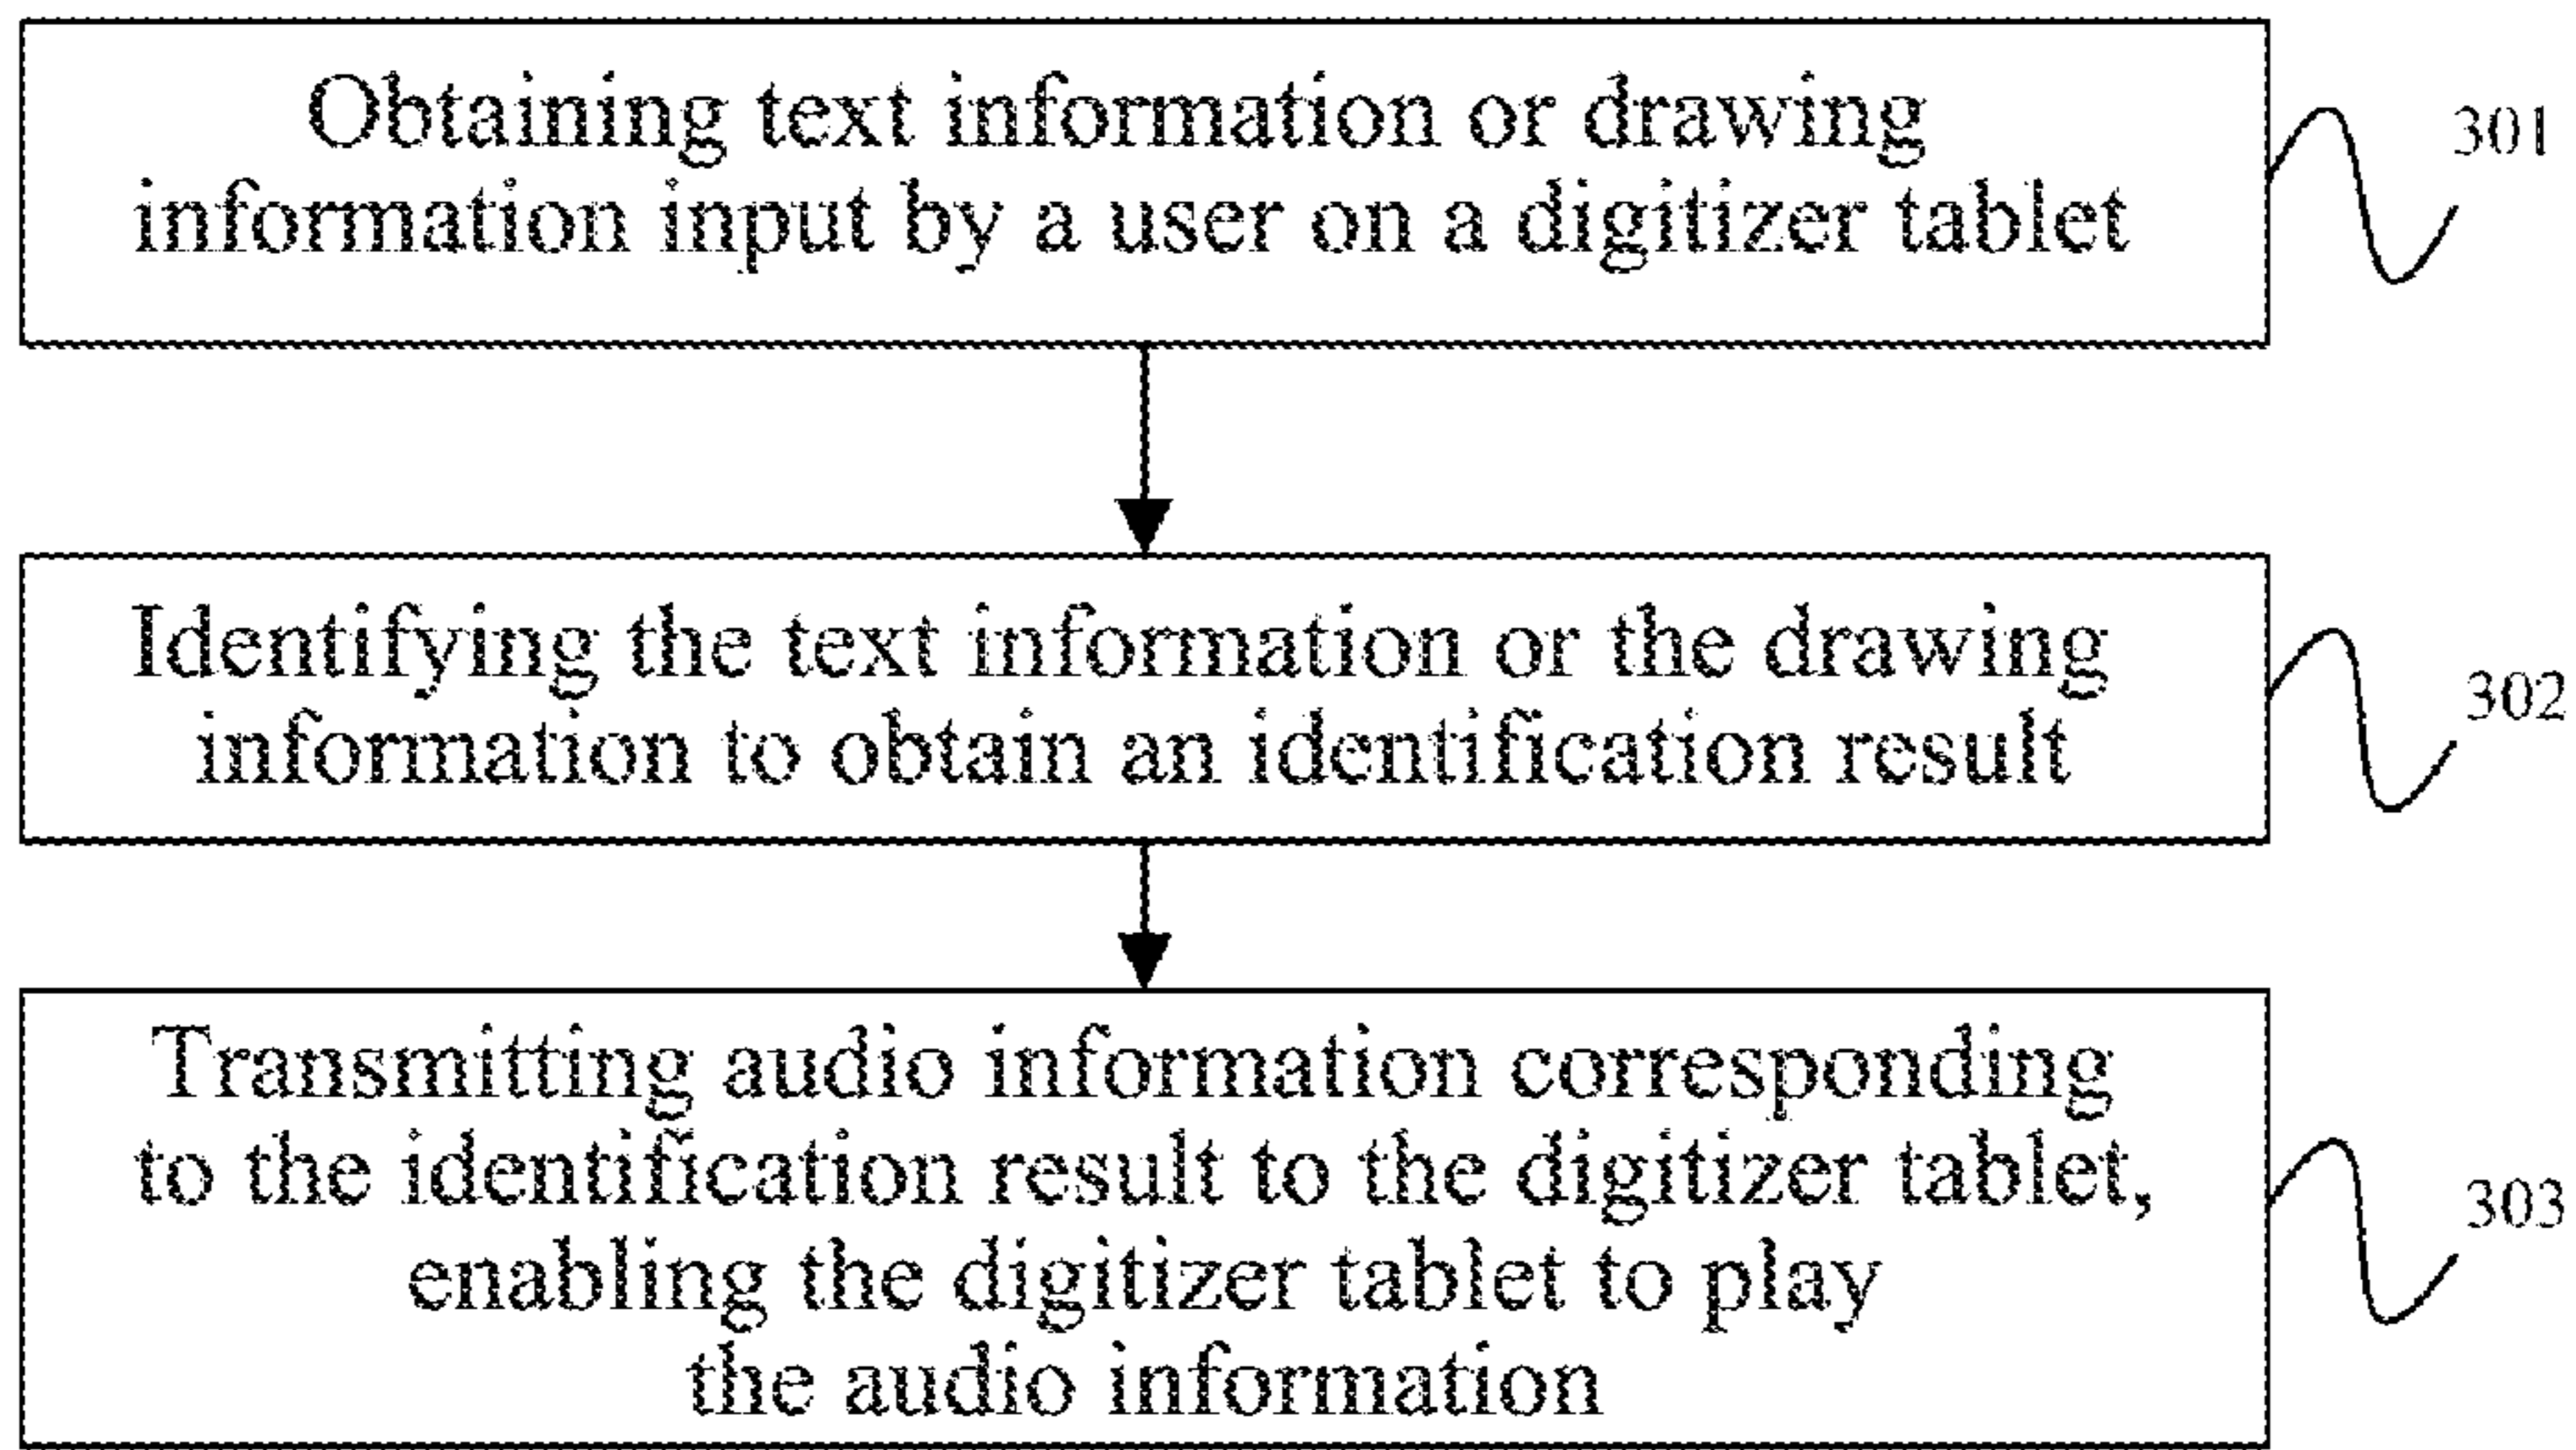 Obtaining text information or drawing
information input by a user on a digitizer tablet
301
Identifying the text information or the drawing
information to obtain an identification result
302
Transmitting audio information corresponding
to the identification result to the digitizer tablet,
enabling the digitizer tablet to play
the audio information
303